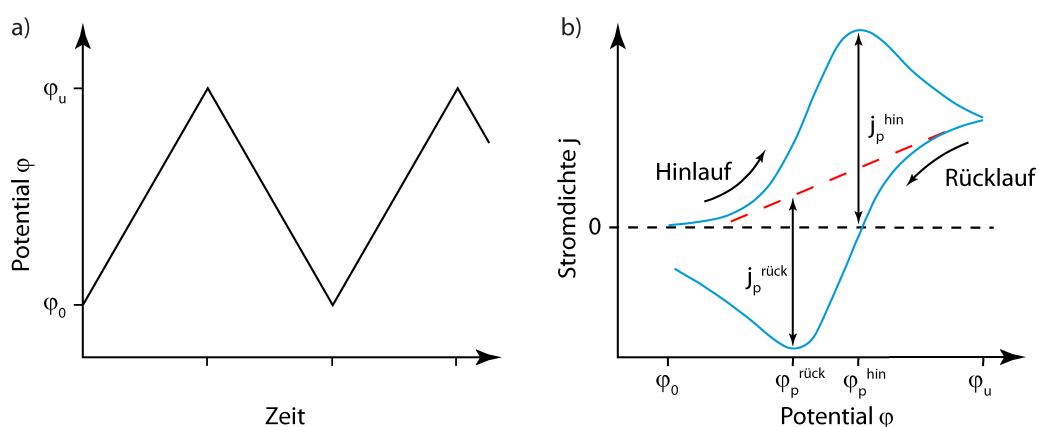 a)
Potential φ
φu
φ0
Zeit
b)
Stromdichte j
0
Hinlauf
jp hin
Rücklauf
jp rück
φ0
φp rück
φp hin
φu
Potential φ